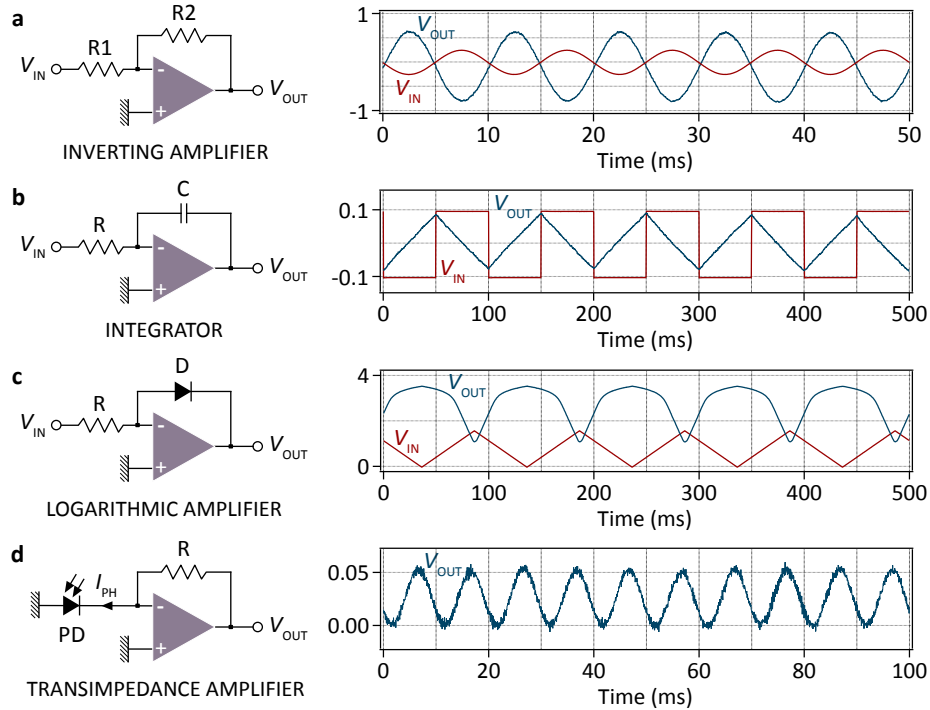 a
R1
R2
V_IN
-
+
V_OUT
INVERTING AMPLIFIER
1
-1
V_OUT
V_IN
0 10 20 30 40 50
Time (ms)
b
C
R
V_IN
-
+
V_OUT
INTEGRATOR
0.1
-0.1
V_OUT
V_IN
0 100 200 300 400 500
Time (ms)
c
D
R
V_IN
-
+
V_OUT
LOGARITHMIC AMPLIFIER
4
0
V_OUT
V_IN
0 100 200 300 400 500
Time (ms)
d
R
I_PH
PD
-
+
V_OUT
TRANSIMPEDANCE AMPLIFIER
0.05
0.00
V_OUT
0 20 40 60 80 100
Time (ms)